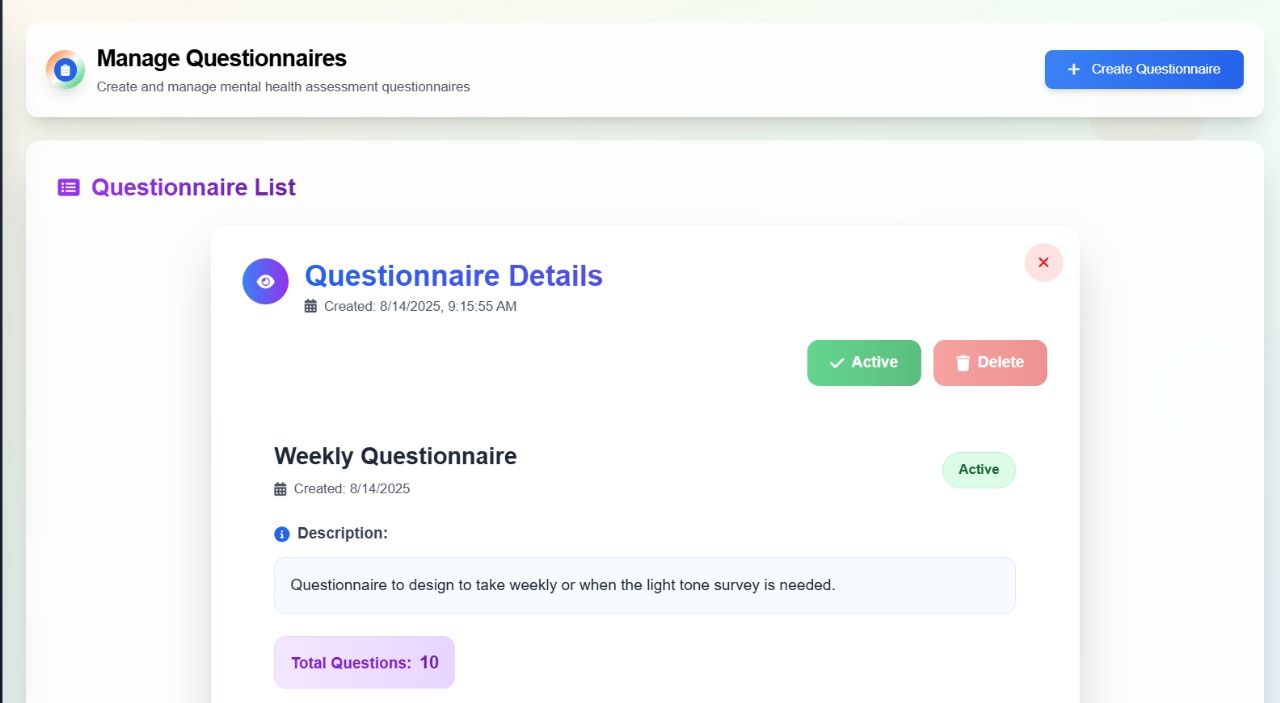 Manage Questionnaires
Create and manage mental health assessment questionnaires
Create Questionnaire
Questionnaire List
Questionnaire Details
Created: 8/14/2025, 9:15:55 AM
Active
Delete
Weekly Questionnaire
Created: 8/14/2025
Active
Description:
Questionnaire to design to take weekly or when the light tone survey is needed.
Total Questions: 10